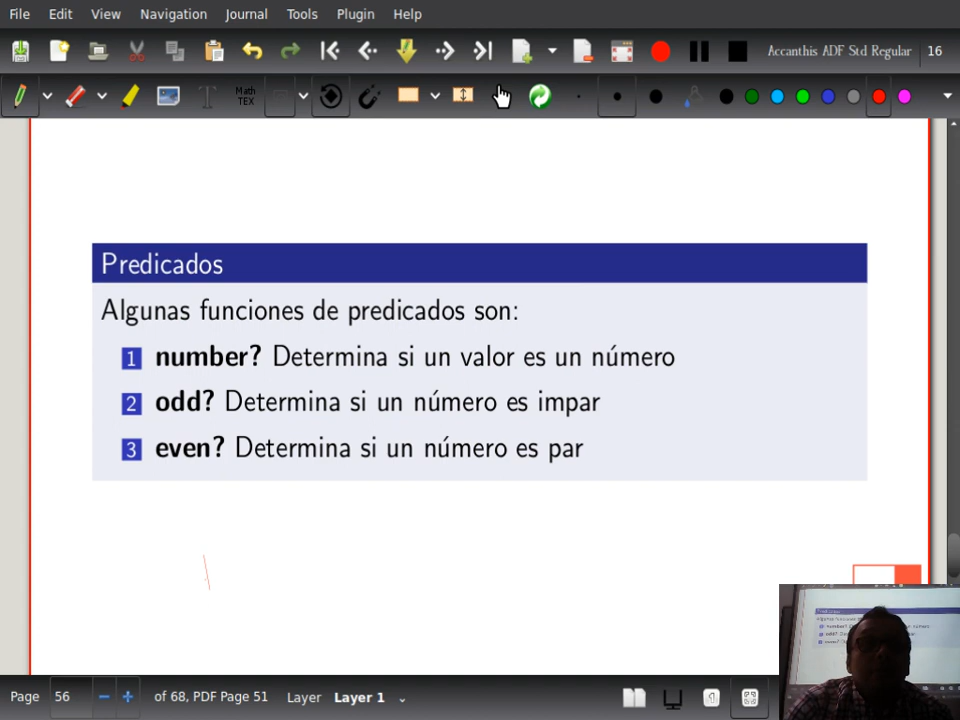 File Edit View Navigation Journal Tools Plugin Help
Accanthis ADF Std Regular 16
Math
TEX
Predicados
Algunas funciones de predicados son:
1 number? Determina si un valor es un número
2 odd? Determina si un número es impar
3 even? Determina si un número es par
Page 56 of 68, PDF Page 51 Layer Layer 1